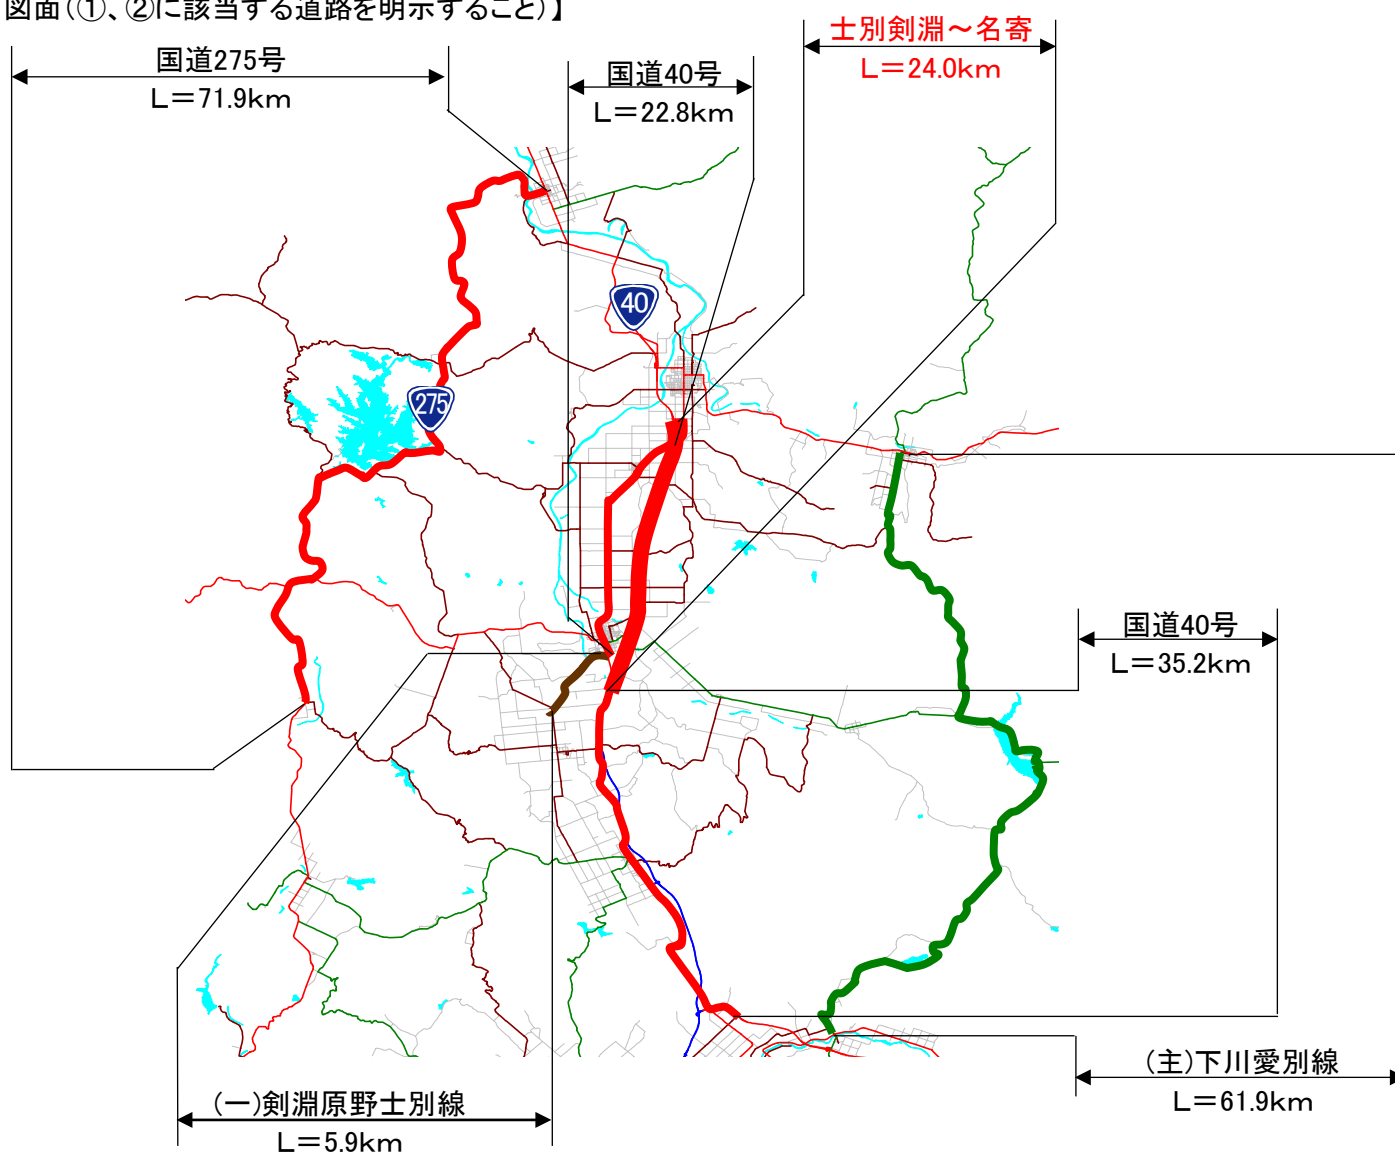 図面(①、②に該当する道路を明示すること)】
国道275号
L=71.9km
国道40号
L=22.8km
士別剣淵~名寄
L=24.0km
40
275
国道40号
L=35.2km
(主)下川愛別線
L=61.9km
(一)剣淵原野士別線
L=5.9km